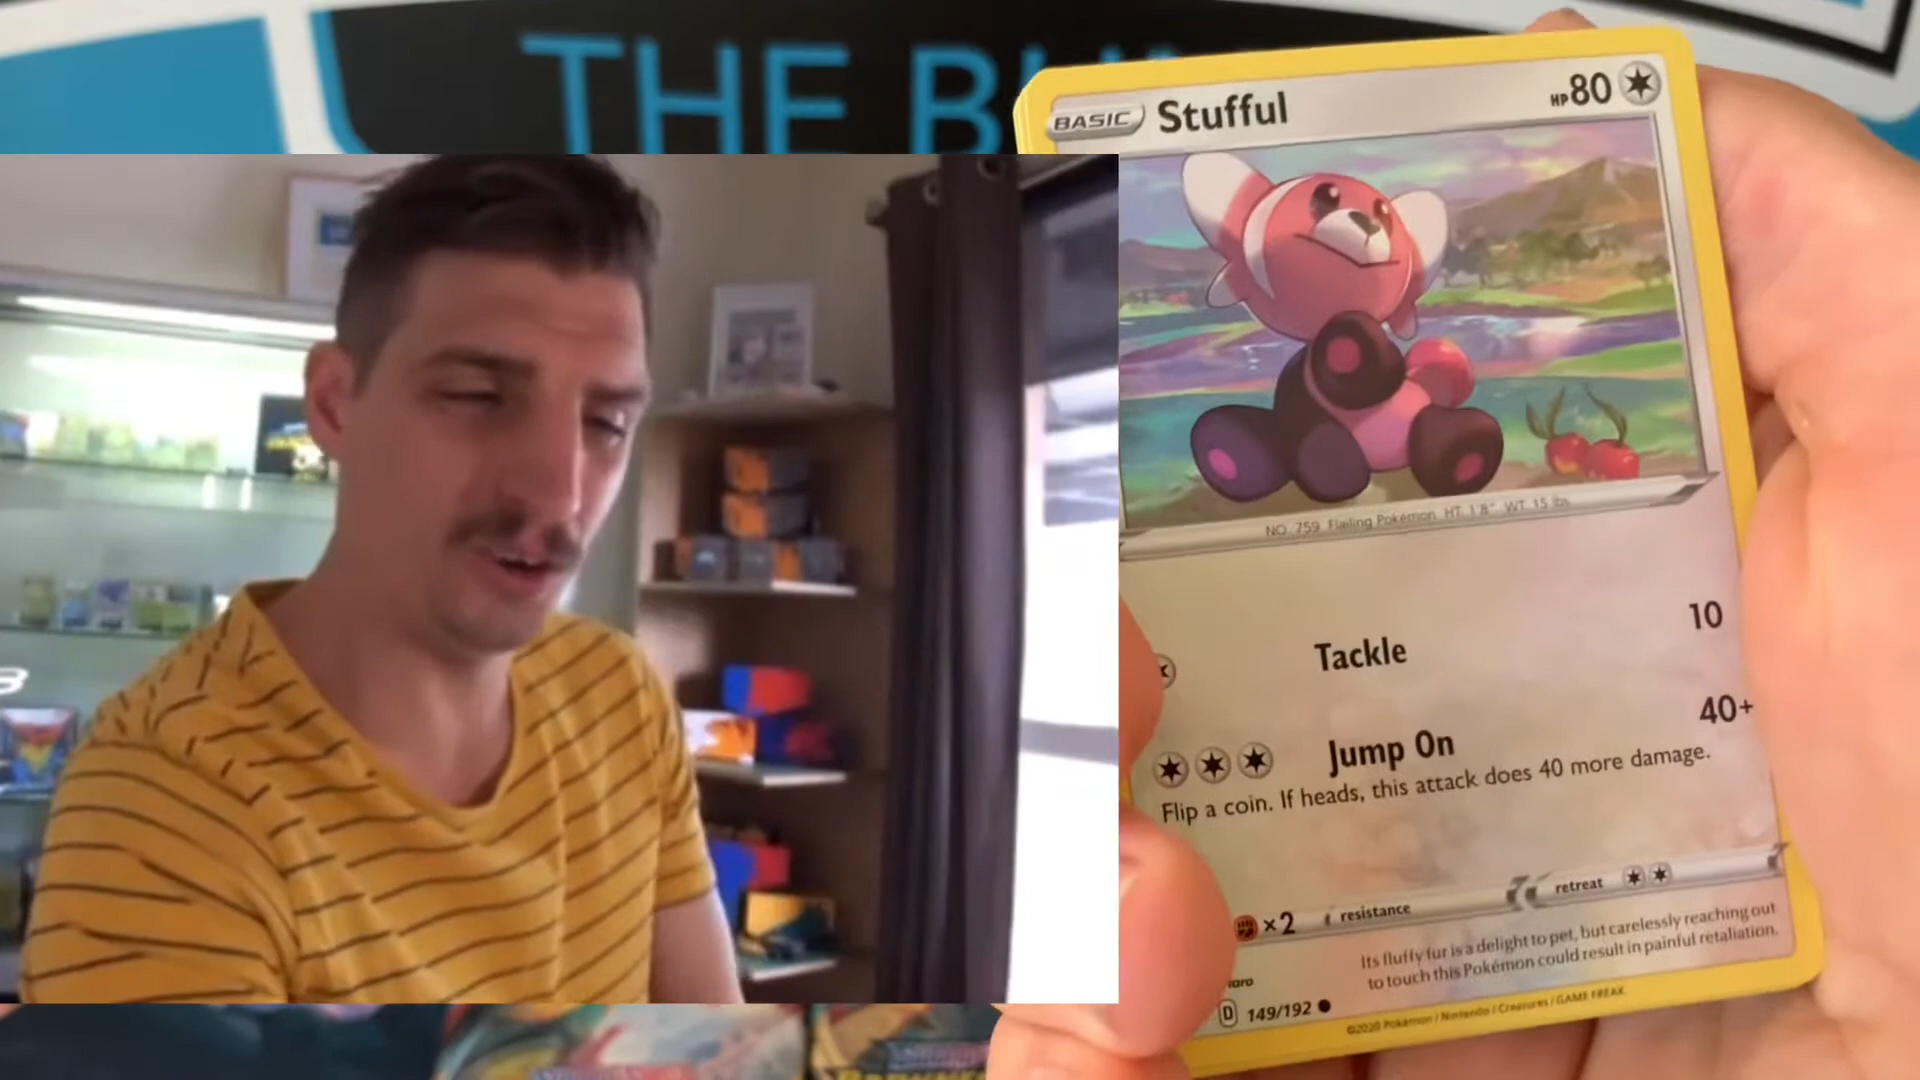 THE B
BASIC Stufful HP 80
NO. 759 Flailing Pokémon HT 1'8" WT 15 lbs.
Tackle 10
Jump On 40+
Flip a coin. If heads, this attack does 40 more damage.
×2 resistance retreat
Its fluffy fur is a delight to pet, but carelessly reaching out
to touch this Pokémon could result in painful retaliation.
D 149/192
©2020 Pokémon / Nintendo / Creatures / GAME FREAK